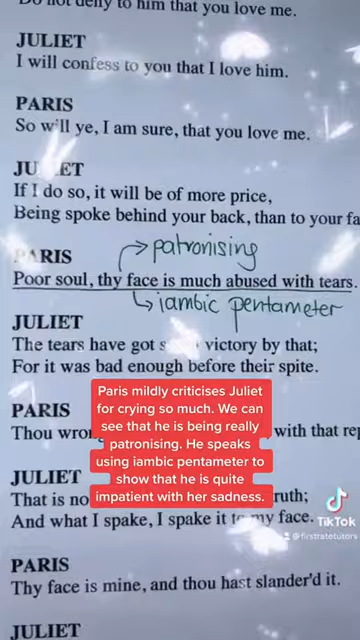 not deny to him that you love me.
JULIET
I will confess to you that I love him.
PARIS
So will ye, I am sure, that you love me.
If I do so, it will be of more price,
Being spoke behind your back, than to your fa
patronising
PARIS
Poor soul, thy face is much abused with tears.
iambic pentameter
JULIET
The tears have got victory by that;
For it was bad enough before their spite.
Paris mildly criticises Juliet
for crying so much. We can
see that he is being really
patronising. He speaks
using iambic pentameter to
show that he is quite
impatient with her sadness.
PARIS
Thou with that
JULIET
That is no
And what I spake, I spake it my face.
TikTok
@firstratetutors
PARIS
Thy face is mine, and thou hast slander'd it.
JULIET